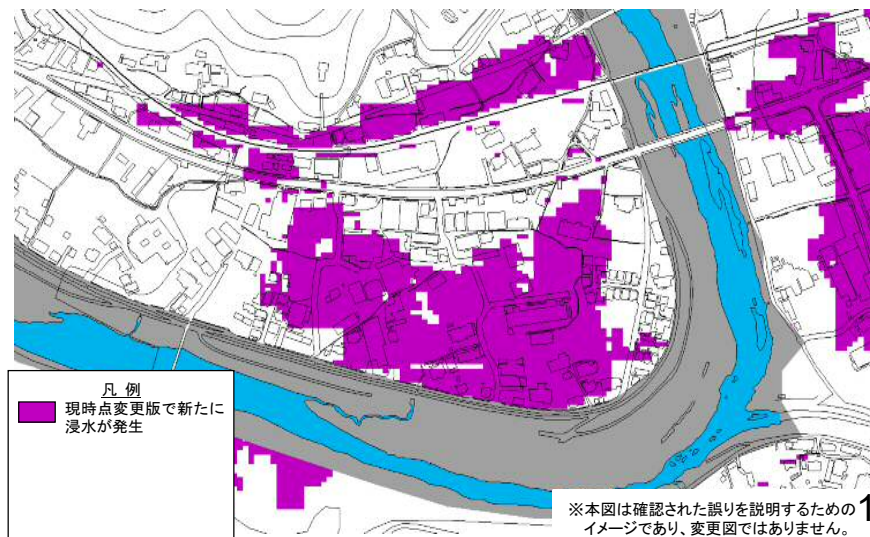 凡 例
現時点変更版で新たに
浸水が発生
※本図は確認された誤りを説明するための
イメージであり、変更図ではありません。
1